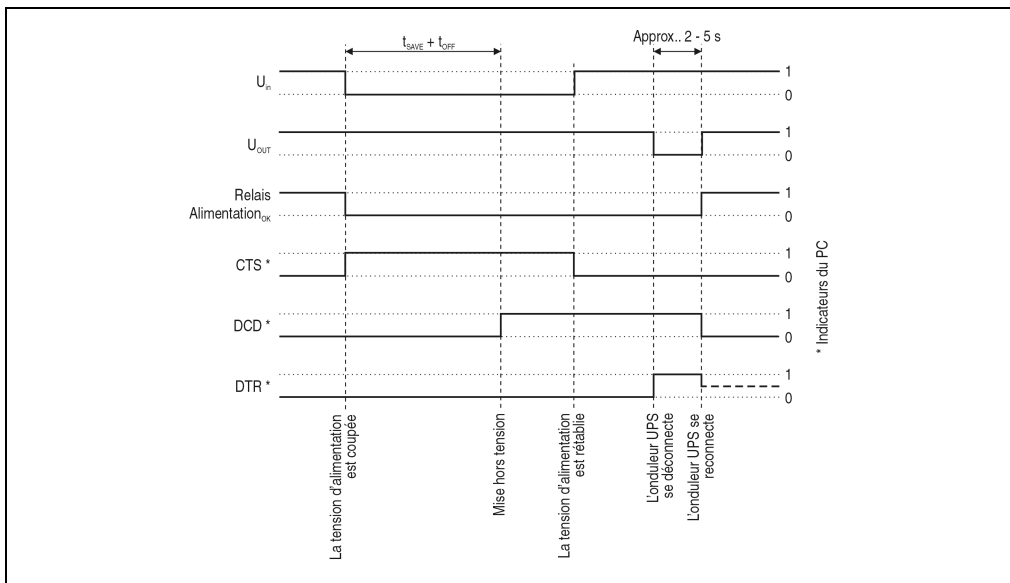 tSAVE + tOFF
Approx.. 2 - 5 s
Uin
1
0
UOUT
1
0
Relais
AlimentationOK
1
0
CTS *
1
0
DCD *
1
0
DTR *
1
0
* Indicateurs du PC
La tension d'alimentation
est coupée
Mise hors tension
La tension d'alimentation
est rétablie
L'onduleur UPS
se déconnecte
L'onduleur UPS se
reconnecte